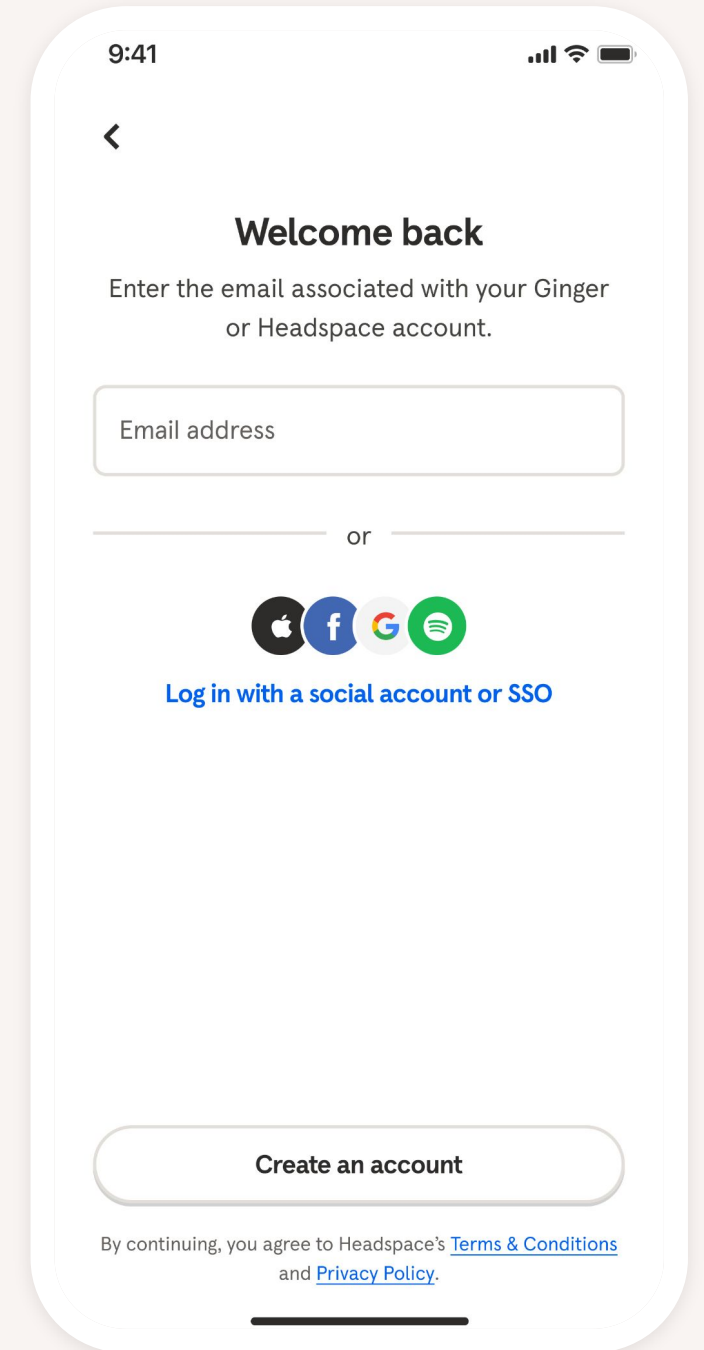 9:41
Welcome back
Enter the email associated with your Ginger
or Headspace account.
Email address
or
Log in with a social account or SSO
Create an account
By continuing, you agree to Headspace’s Terms & Conditions
and Privacy Policy.